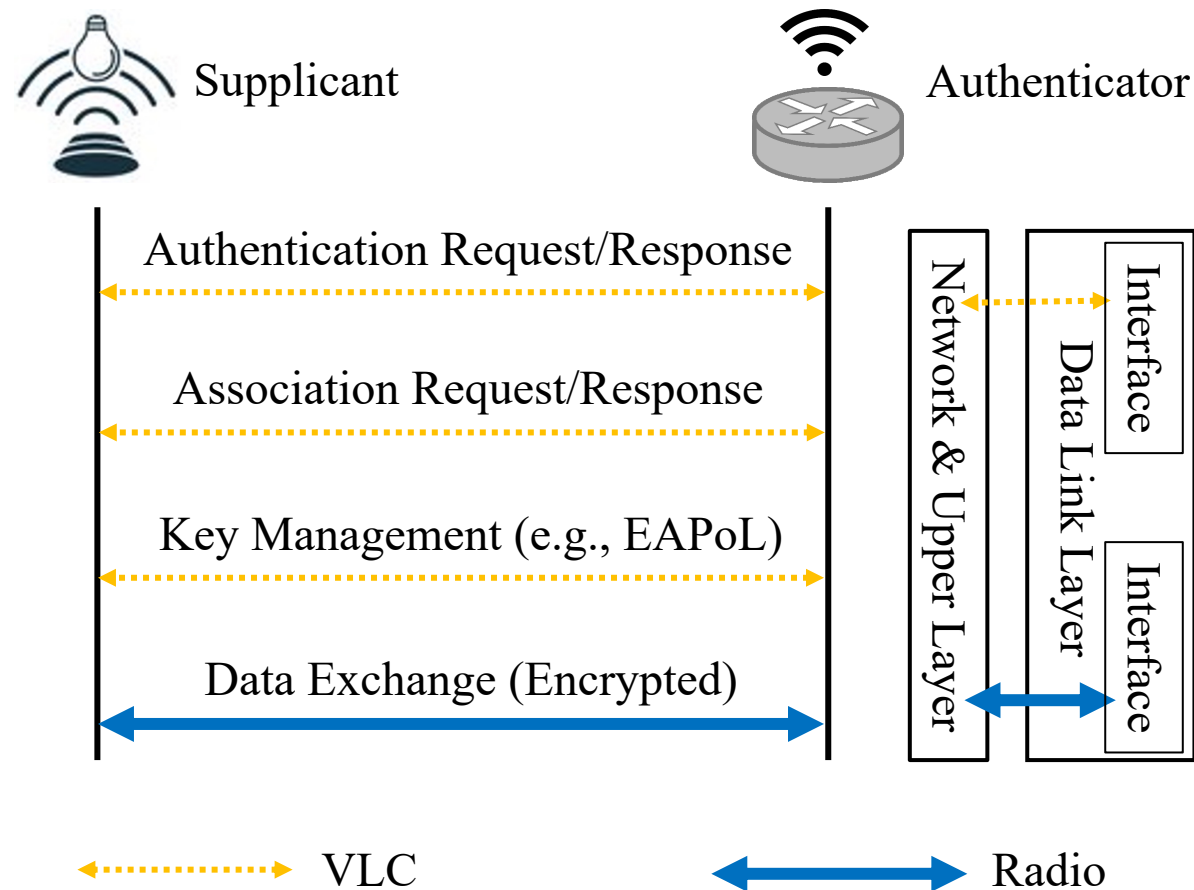 Supplicant
Authenticator
Authentication Request/Response
Association Request/Response
Key Management (e.g., EAPoL)
Data Exchange (Encrypted)
Network & Upper Layer
Data Link Layer
Interface
Interface
VLC
Radio